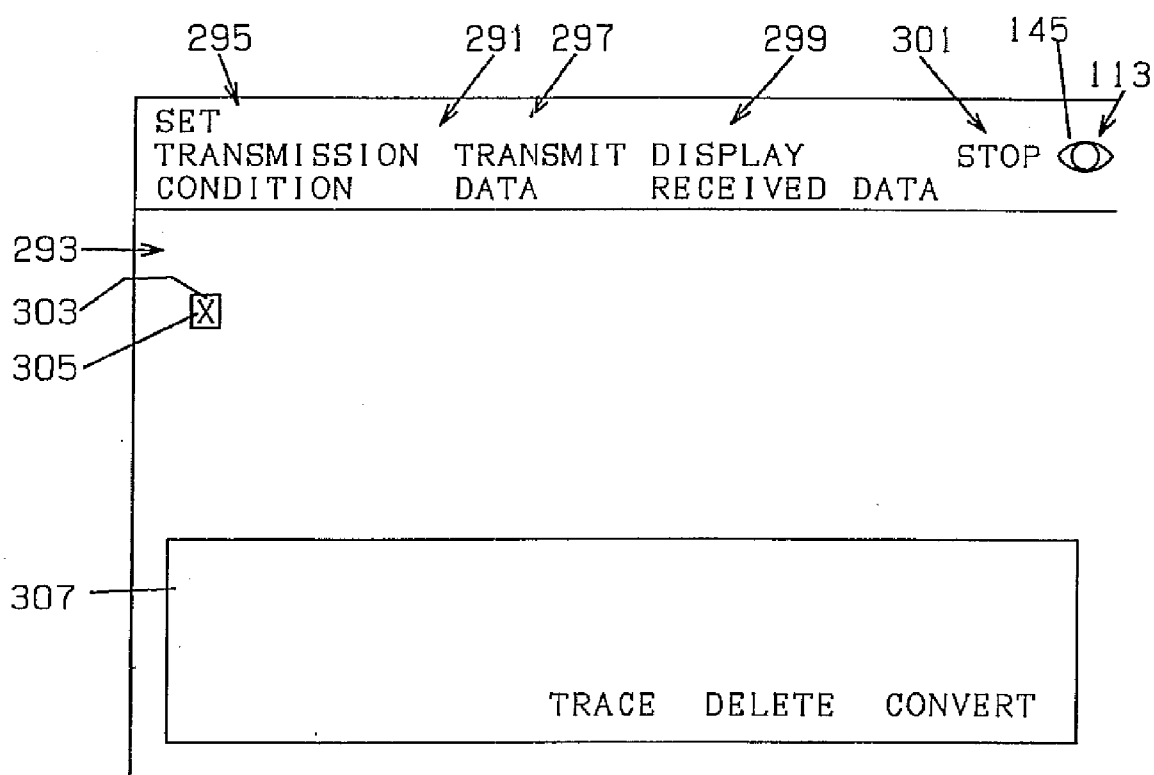 295 291 297 299 301 145 113
SET
TRANSMISSION TRANSMIT DISPLAY STOP
CONDITION DATA RECEIVED DATA
293
303 X
305
307
TRACE DELETE CONVERT